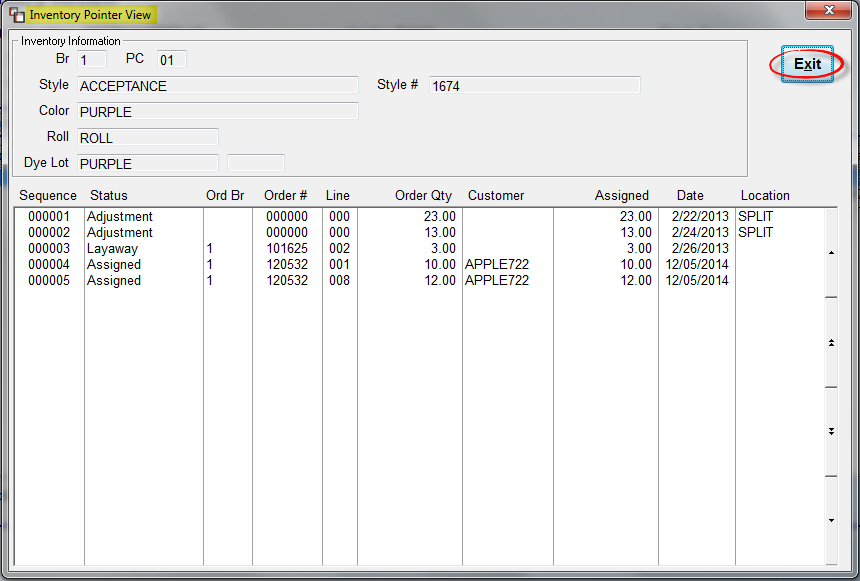 Inventory Pointer View
Inventory Information
Br 1 PC 01
Exit
Style ACCEPTANCE Style # 1674
Color PURPLE
Roll ROLL
Dye Lot PURPLE
Sequence Status Ord Br Order # Line Order Qty Customer Assigned Date Location
000001 Adjustment 000000 000 23.00 23.00 2/22/2013 SPLIT
000002 Adjustment 000000 000 13.00 13.00 2/24/2013 SPLIT
000003 Layaway 1 101625 002 3.00 3.00 2/26/2013
000004 Assigned 1 120532 001 10.00 APPLE722 10.00 12/05/2014
000005 Assigned 1 120532 008 12.00 APPLE722 12.00 12/05/2014